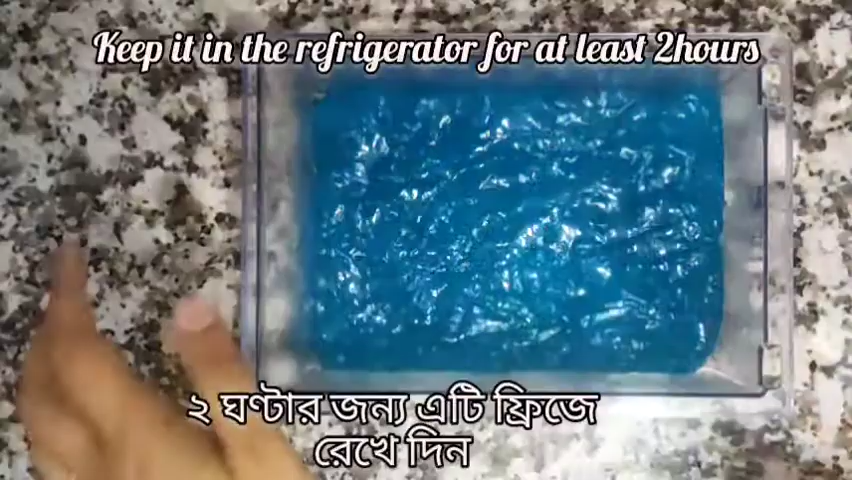 Keep it in the refrigerator for at least 2hours
২ ঘণ্টার জন্য এটি ফ্রিজে
রেখে দিন